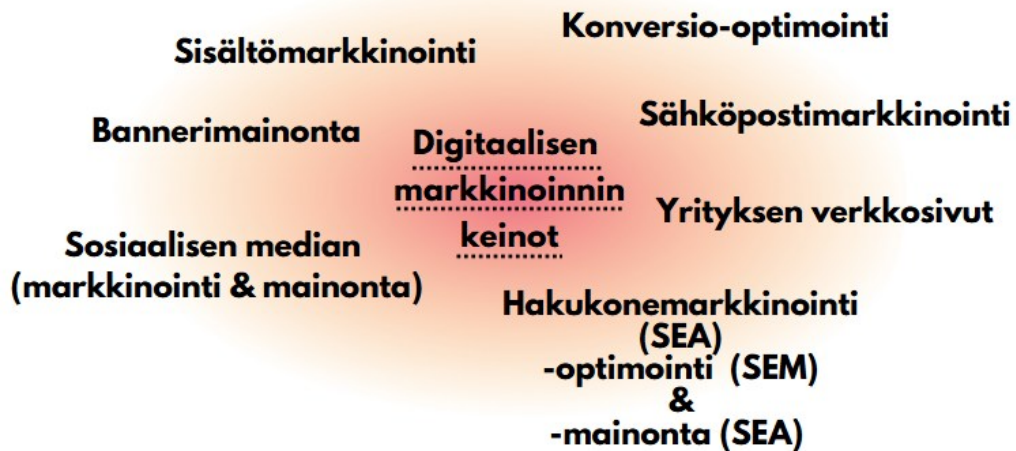 Konversio-optimointi
Sisältömarkkinointi
Sähköpostimarkkinointi
Bannerimainonta
Digitaalisen
markkinoinnin
keinot
Yrityksen verkkosivut
Sosiaalisen median
(markkinointi & mainonta)
Hakukonemarkkinointi
(SEA)
-optimointi (SEM)
&
-mainonta (SEA)